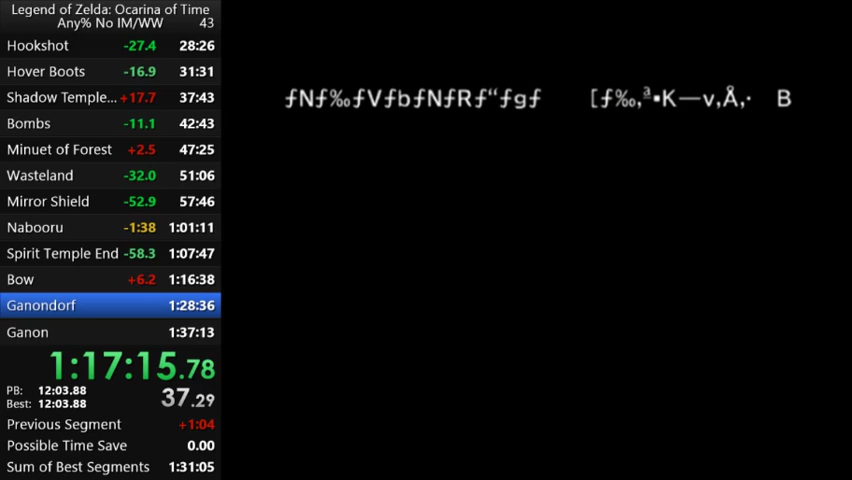 Legend of Zelda: Ocarina of Time
Any% No IM/WW 43
Hookshot -27.4 28:26
Hover Boots -16.9 31:31
Shadow Temple... +17.7 37:43
Bombs -11.1 42:43
Minuet of Forest +2.5 47:25
Wasteland -32.0 51:06
Mirror Shield -52.9 57:46
Nabooru -1:38 1:01:11
Spirit Temple End -58.3 1:07:47
Bow +6.2 1:16:38
Ganondorf 1:28:36
Ganon 1:37:13
1:17:15.78
PB: 12:03.88
Best: 12:03.88
37.29
Previous Segment +1:04
Possible Time Save 0.00
Sum of Best Segments 1:31:05
ƒNƒ‰ƒVƒbƒNƒRƒ“ƒgƒ [ƒ‰‚ª•K—v‚Å‚· B